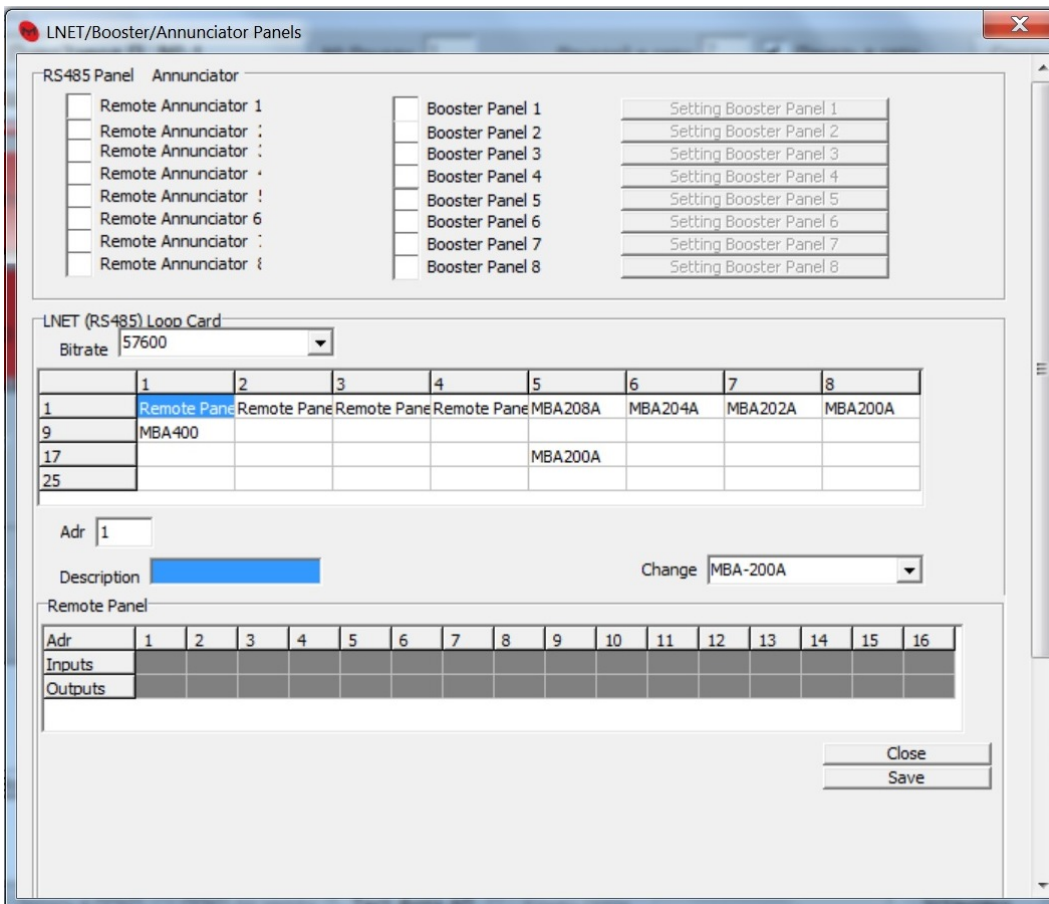 LNET/Booster/Annunciator Panels
RS485 Panel Annunciator
Remote Annunciator 1 Booster Panel 1 Setting Booster Panel 1
Remote Annunciator Booster Panel 2 Setting Booster Panel 2
Remote Annunciator Booster Panel 3 Setting Booster Panel 3
Remote Annunciator Booster Panel 4 Setting Booster Panel 4
Remote Annunciator Booster Panel 5 Setting Booster Panel 5
Remote Annunciator 6 Booster Panel 6 Setting Booster Panel 6
Remote Annunciator Booster Panel 7 Setting Booster Panel 7
Remote Annunciator Booster Panel 8 Setting Booster Panel 8
LNET (RS485) Loop Card
Bitrate 57600
1 2 3 4 5 6 7 8
1 Remote Pane Remote Pane Remote Pane Remote Pane MBA208A MBA204A MBA202A MBA200A
9 MBA400
17 MBA200A
25
Adr 1
Description Change MBA-200A
Remote Panel
Adr 1 2 3 4 5 6 7 8 9 10 11 12 13 14 15 16
Inputs
Outputs
Close
Save